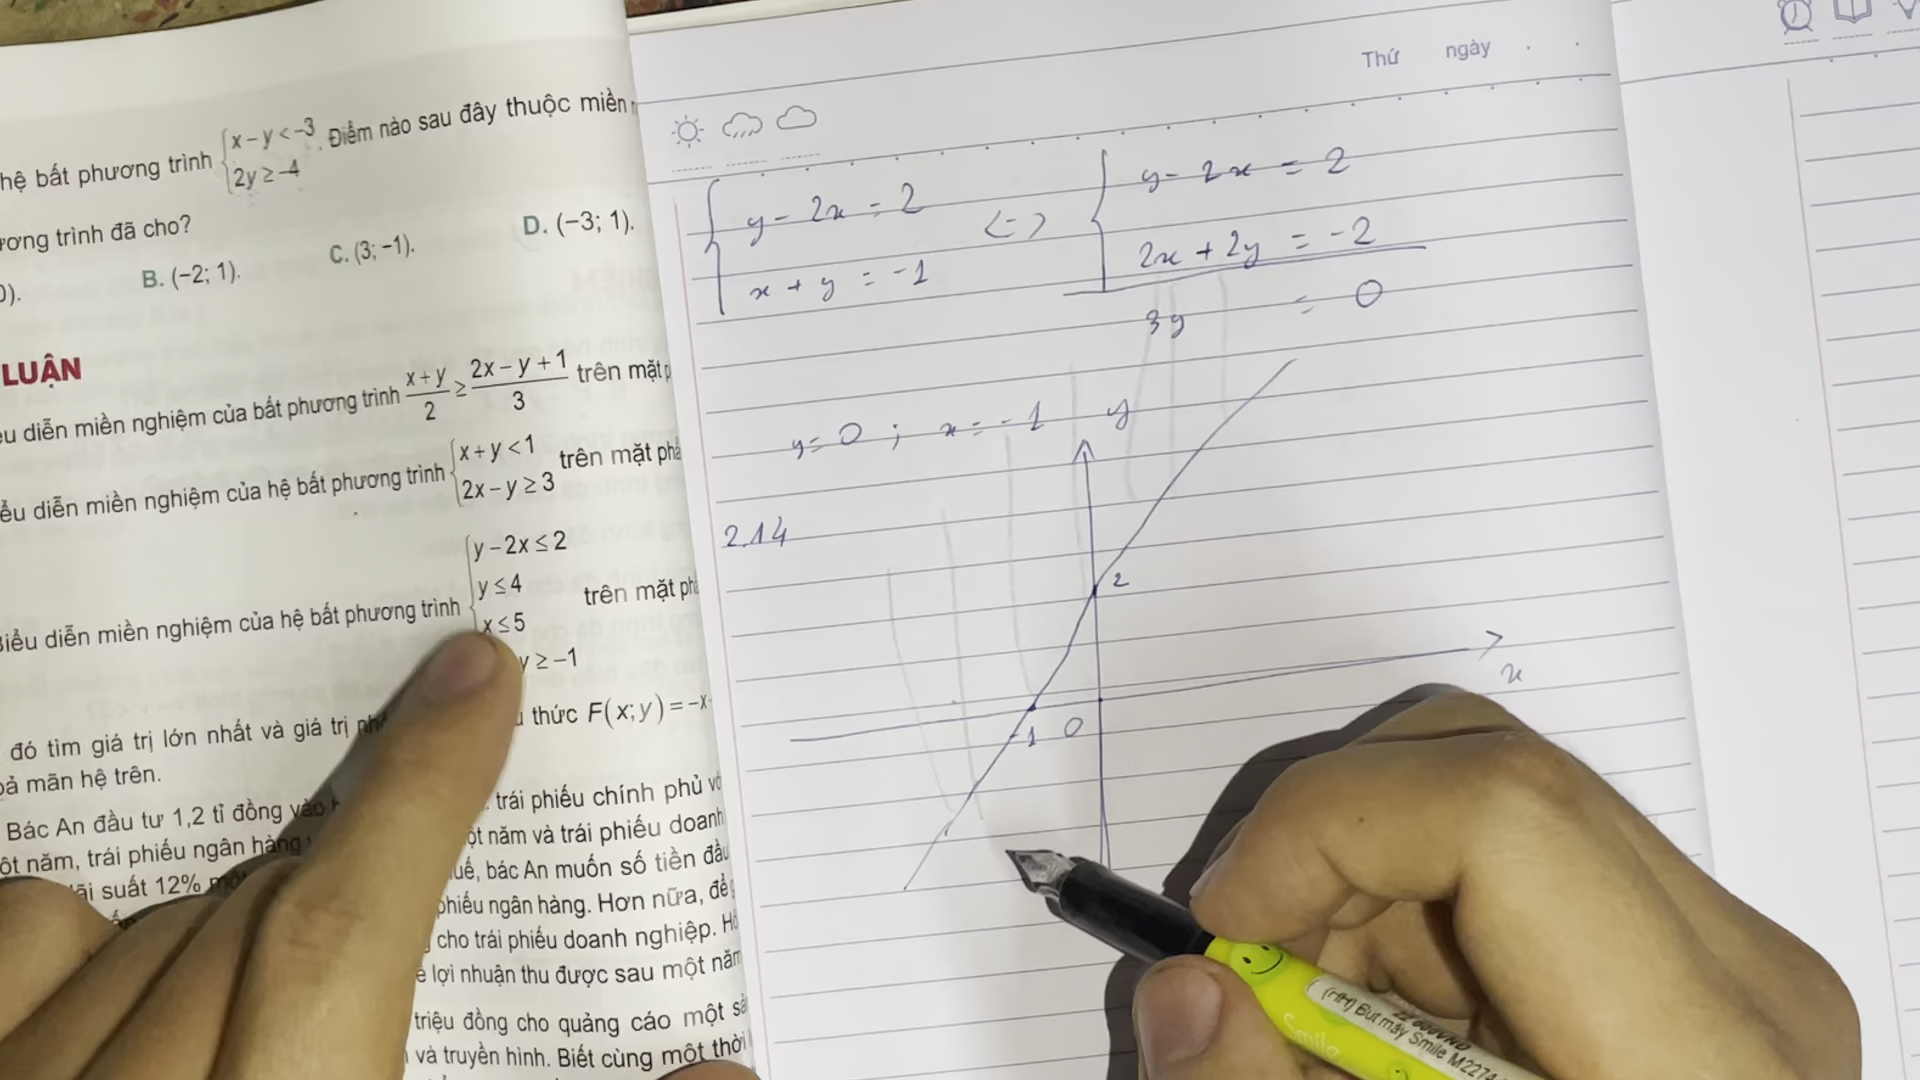 hệ bất phương trình {x – y < –3 . Điểm nào sau đây thuộc miền
{2y ≥ –4
ương trình đã cho?
0).
B. (–2; 1).
C. (3; –1).
D. (–3; 1).
LUẬN
diễn miền nghiệm của bất phương trình (x + y)/2 ≥ (2x – y + 1)/3 trên mặt
diễn miền nghiệm của hệ bất phương trình {x + y < 1 trên mặt
{2x – y ≥ 3
Biểu diễn miền nghiệm của hệ bất phương trình {y – 2x ≤ 2 trên mặt
y ≤ 4
x ≤ 5
y ≥ –1
đó tìm giá trị lớn nhất và giá trị thức F(x; y) = –x
mãn hệ trên.
Bác An đầu tư 1,2 tỉ đồng vào trái phiếu chính phủ
một năm, trái phiếu ngân hàng một năm và trái phiếu doanh
lãi suất 12% bác An muốn số tiền đầu
phiếu ngân hàng. Hơn nữa, để
cho trái phiếu doanh nghiệp.
lợi nhuận thu được sau một năm
triệu đồng cho quảng cáo một
và truyền hình. Biết cùng một thời
Thứ ngày
{y – 2x = 2 <=> {y – 2x = 2
{x + y = –1 {2x + 2y = –2
3y = 0
y = 0 ; x = –1
y
2.14
2
x
–1 0
Smile
(HH) Bút máy Smile M2274